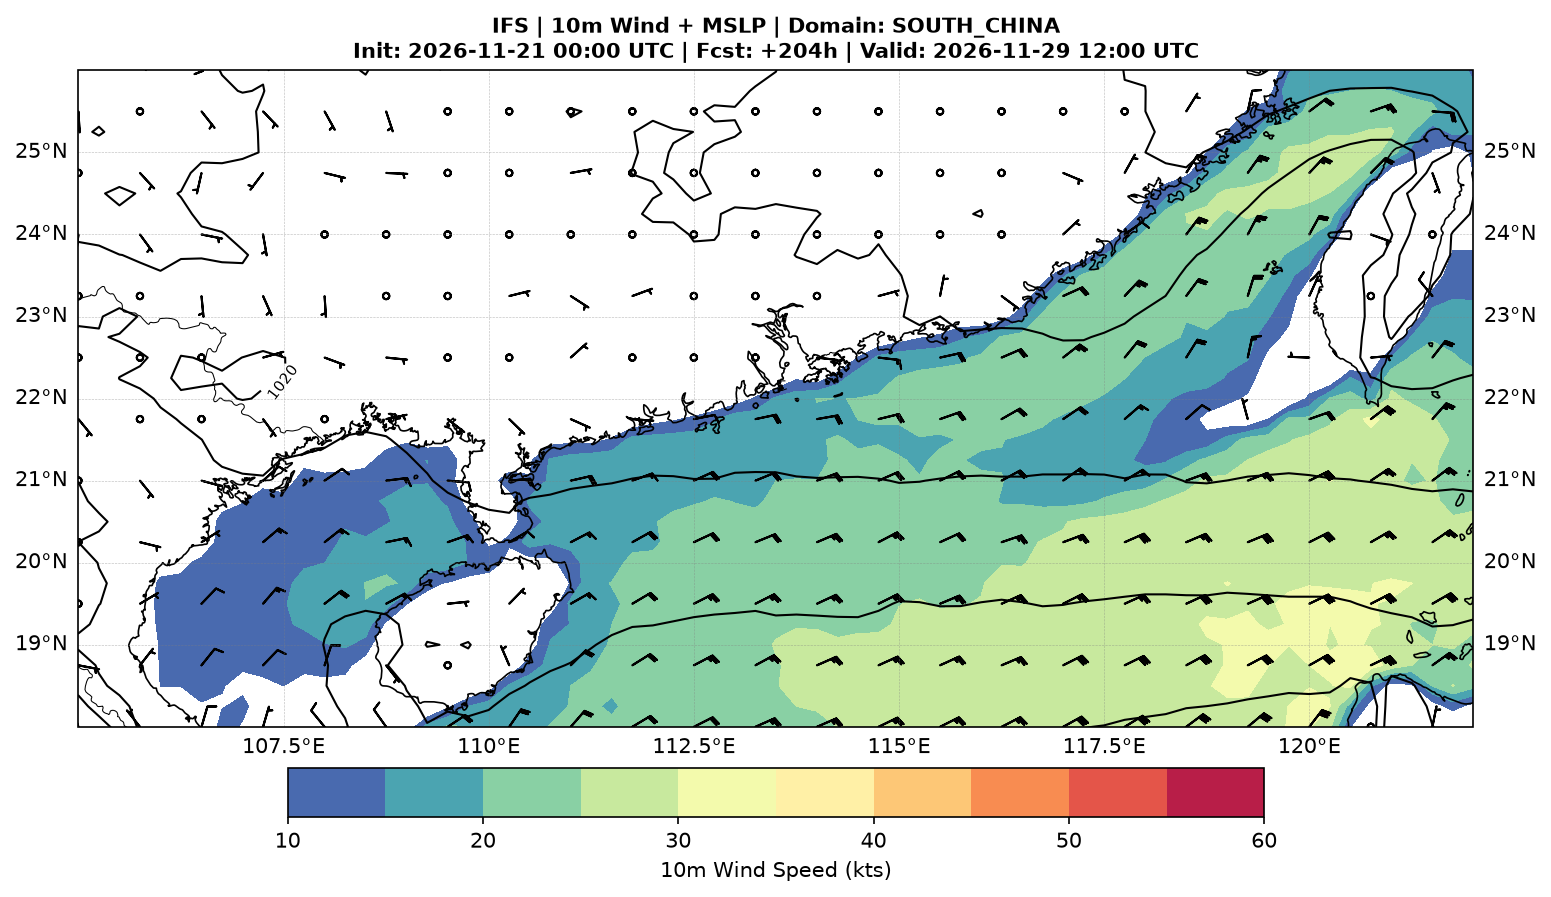 IFS | 10m Wind + MSLP | Domain: SOUTH_CHINA
Init: 2026-11-21 00:00 UTC | Fcst: +204h | Valid: 2026-11-29 12:00 UTC
25°N 25°N
24°N 24°N
23°N 23°N
1020
22°N 22°N
21°N 21°N
20°N 20°N
19°N 19°N
107.5°E 110°E 112.5°E 115°E 117.5°E 120°E
10 20 30 40 50 60
10m Wind Speed (kts)